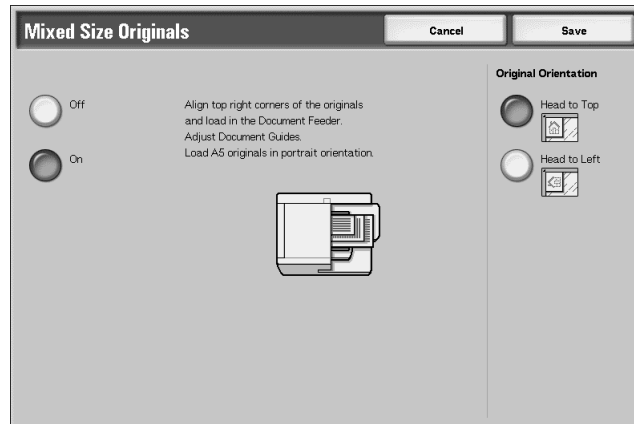 Mixed Size Originals
Cancel
Save
Original Orientation
Off
On
Align top right corners of the originals
and load in the Document Feeder.
Adjust Document Guides.
Load A5 originals in portrait orientation.
Head to Top
Head to Left